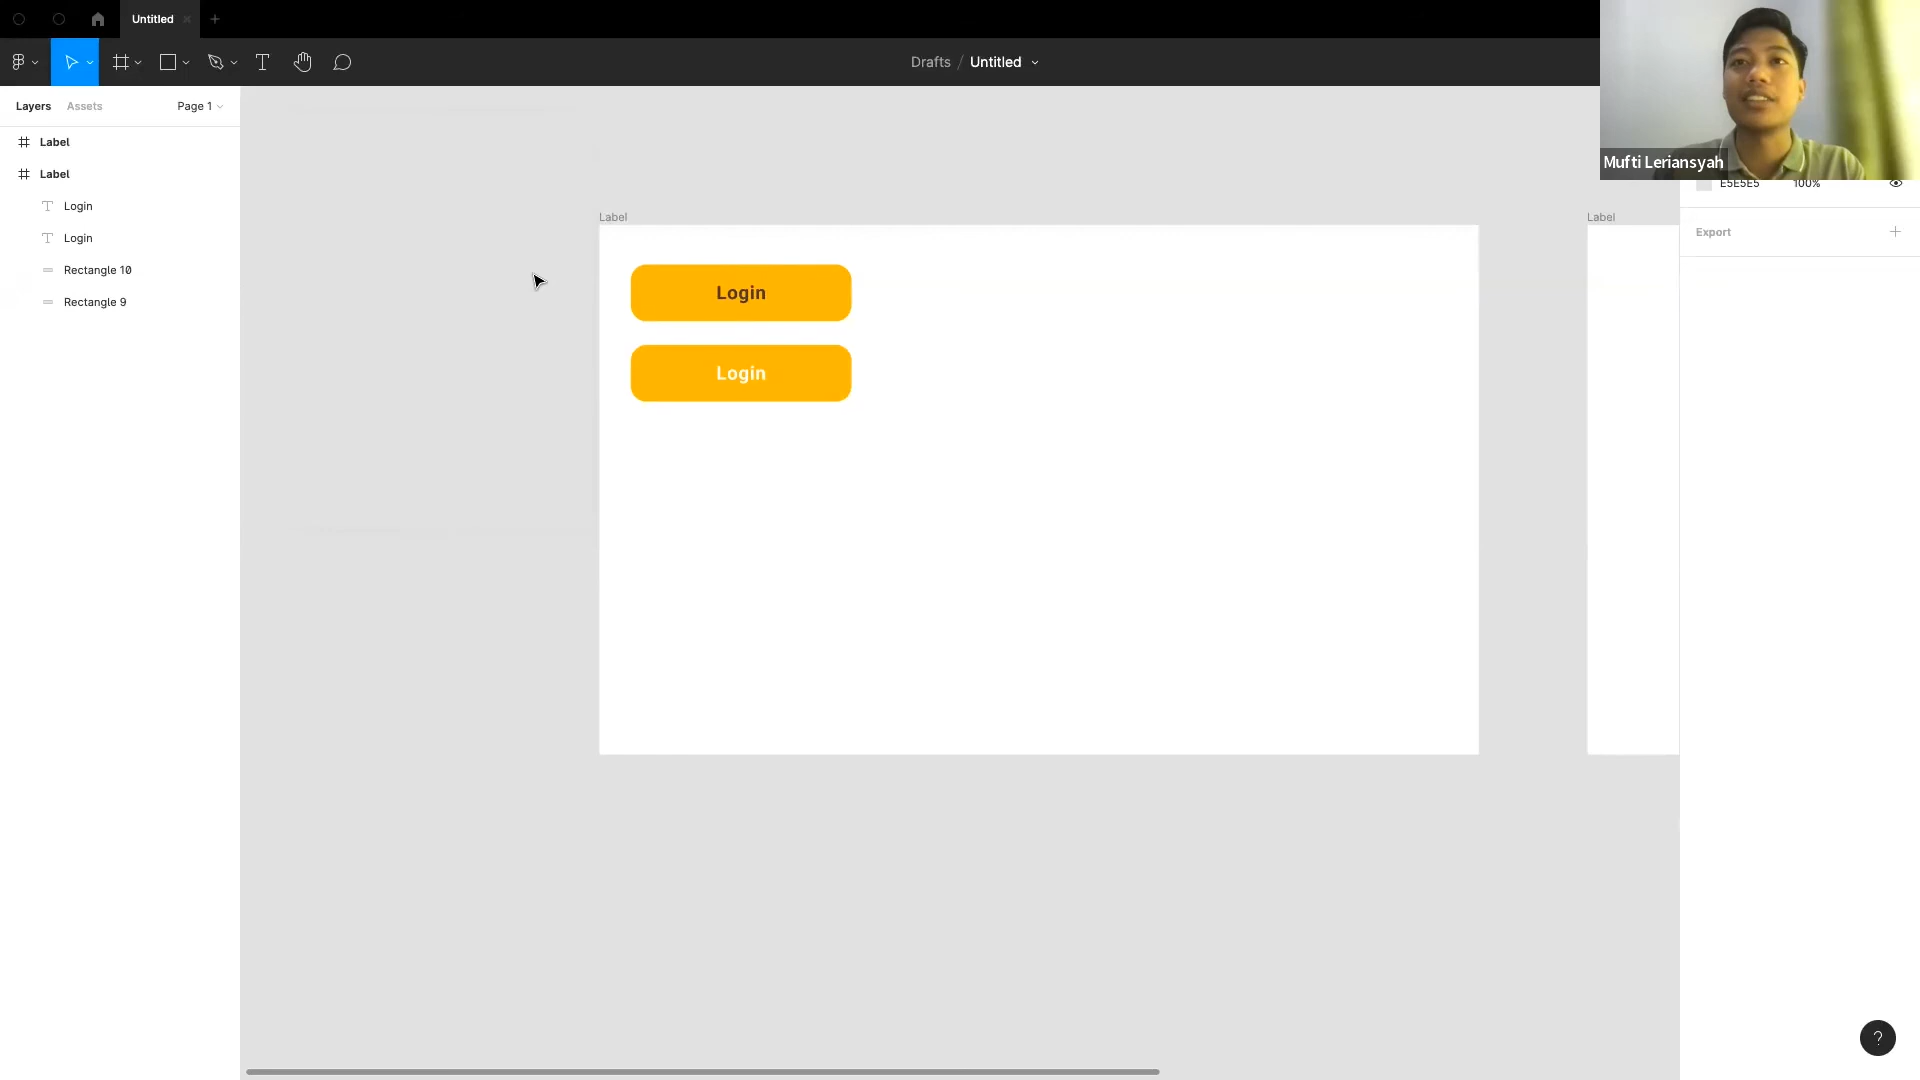 Untitled
Drafts / Untitled
Layers Assets Page 1
Label
Label
Login
Login
Rectangle 10
Rectangle 9
Label
Login
Login
Label
Mufti Leriansyah
E5E5E5 100%
Export
?